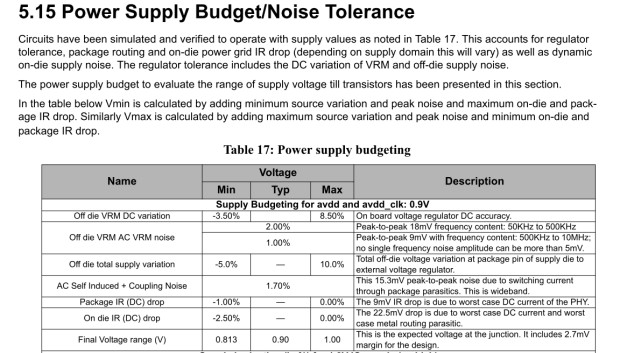 5.15 Power Supply Budget/Noise Tolerance
Circuits have been simulated and verified to operate with supply values as noted in Table 17. This accounts for regulator
tolerance, package routing and on-die power grid IR drop (depending on supply domain this will vary) as well as dynamic
on-die supply noise. The regulator tolerance includes the DC variation of VRM and off-die supply noise.
The power supply budget to evaluate the range of supply voltage till transistors has been presented in this section.
In the table below Vmin is calculated by adding minimum source variation and peak noise and maximum on-die and pack-
age IR drop. Similarly Vmax is calculated by adding maximum source variation and peak noise and minimum on-die and
package IR drop.
Table 17: Power supply budgeting
Name Voltage Description
Min Typ Max
Supply Budgeting for avdd and avdd_clk: 0.9V
Off die VRM DC variation -3.50% 8.50% On board voltage regulator DC accuracy.
Off die VRM AC VRM noise 2.00% Peak-to-peak 18mV frequency content: 50KHz to 500KHz
1.00% Peak-to-peak 9mV with frequency content: 500KHz to 10MHz;
no single frequency noise amplitude can be more than 5mV.
Off die total supply variation -5.0% — 10.0% Total off-die voltage variation at package pin of supply die to
external voltage regulator.
AC Self Induced + Coupling Noise 1.70% This 15.3mV peak-to-peak noise due to switching current
through package parasitics. This is wideband.
Package IR (DC) drop -1.00% — 0.00% The 9mV IR drop is due to worst case DC current of the PHY.
On die IR (DC) drop -2.50% — 0.00% The 22.5mV drop is due to worst case DC current and worst
case metal routing parasitic.
Final Voltage range (V) 0.813 0.90 1.00 This is the expected voltage at the junction. It includes 2.7mV
margin for the design.